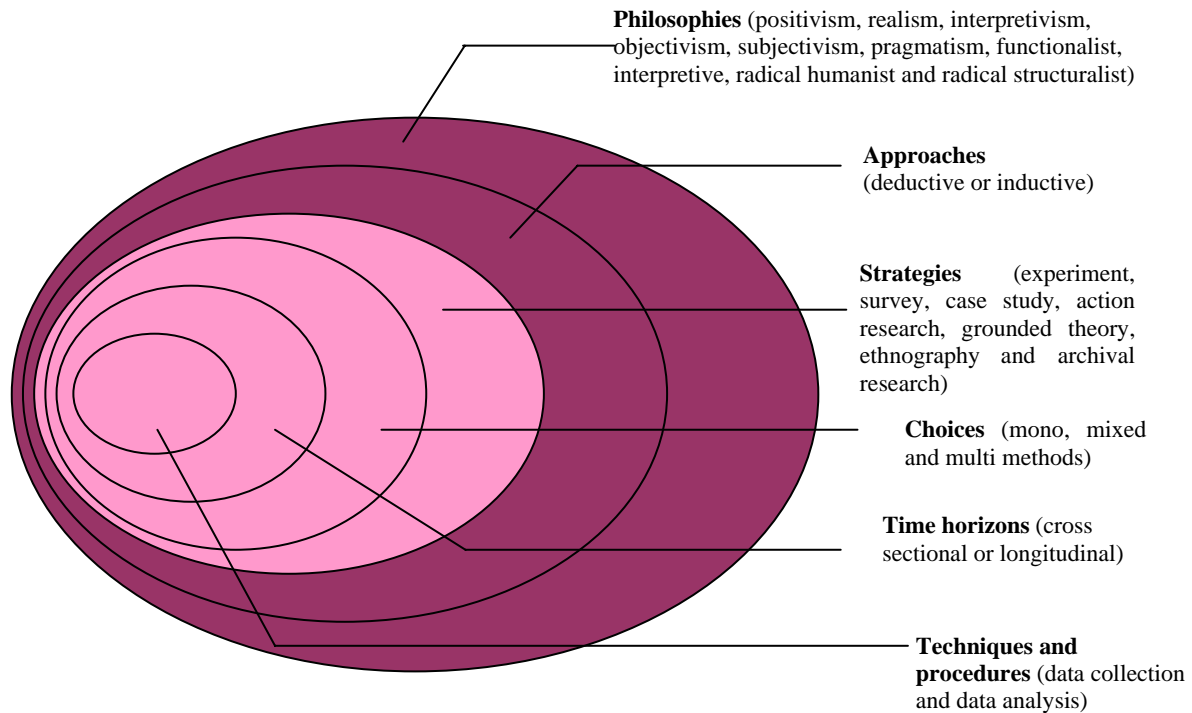 Philosophies (positivism, realism, interpretivism,
objectivism, subjectivism, pragmatism, functionalist,
interpretive, radical humanist and radical structuralist)
Approaches
(deductive or inductive)
Strategies (experiment,
survey, case study, action
research, grounded theory,
ethnography and archival
research)
Choices (mono, mixed
and multi methods)
Time horizons (cross
sectional or longitudinal)
Techniques and
procedures (data collection
and data analysis)